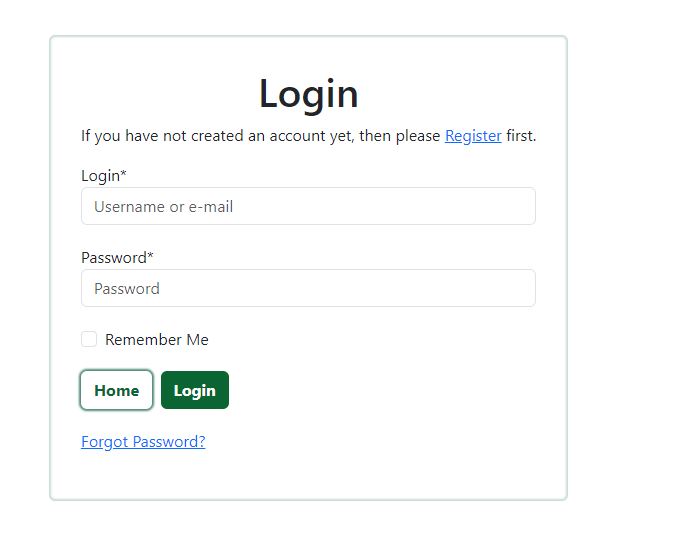 Login
If you have not created an account yet, then please Register first.
Login*
Username or e-mail
Password*
Password
Remember Me
Home Login
Forgot Password?